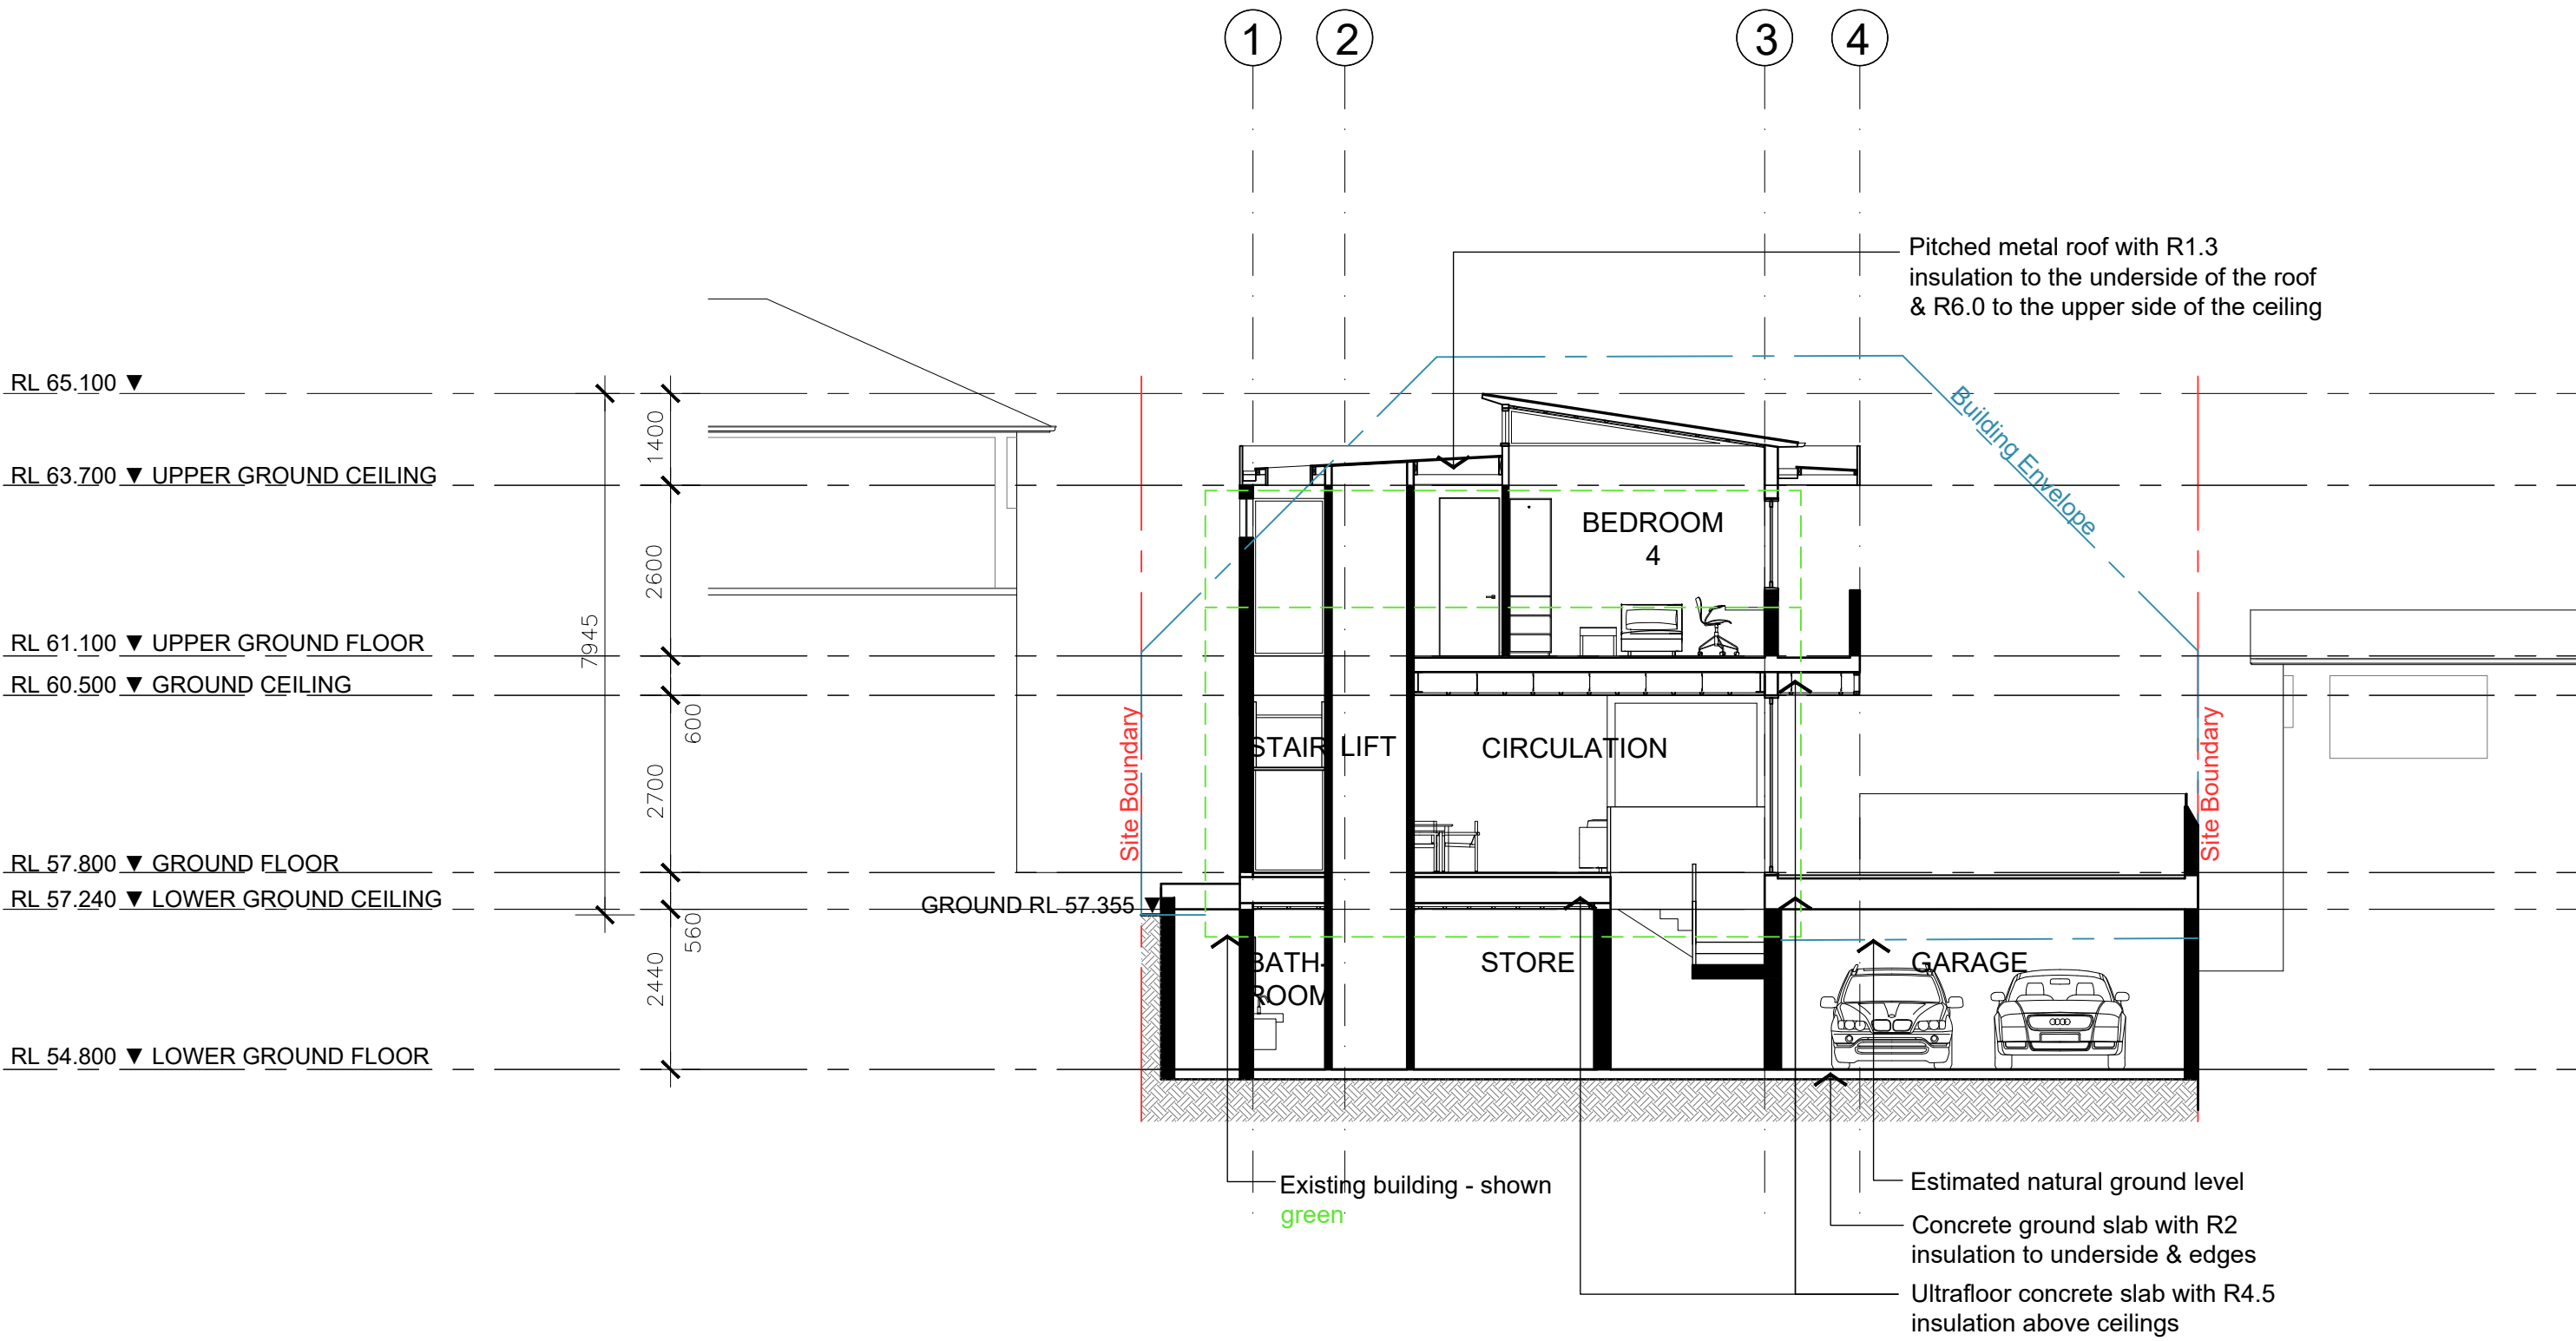 1 2 3 4
Pitched metal roof with R1.3
insulation to the underside of the roof
& R6.0 to the upper side of the ceiling
RL 65.100 ▼
1400
Building Envelope
RL 63.700 ▼ UPPER GROUND CEILING
BEDROOM
4
2600
7945
RL 61.100 ▼ UPPER GROUND FLOOR
RL 60.500 ▼ GROUND CEILING
600
Site Boundary
STAIR LIFT CIRCULATION
Site Boundary
2700
RL 57.800 ▼ GROUND FLOOR
RL 57.240 ▼ LOWER GROUND CEILING
GROUND RL 57.355 ▼
560
BATH-
ROOM
STORE
GARAGE
2440
RL 54.800 ▼ LOWER GROUND FLOOR
Existing building - shown
green
Estimated natural ground level
Concrete ground slab with R2
insulation to underside & edges
Ultrafloor concrete slab with R4.5
insulation above ceilings